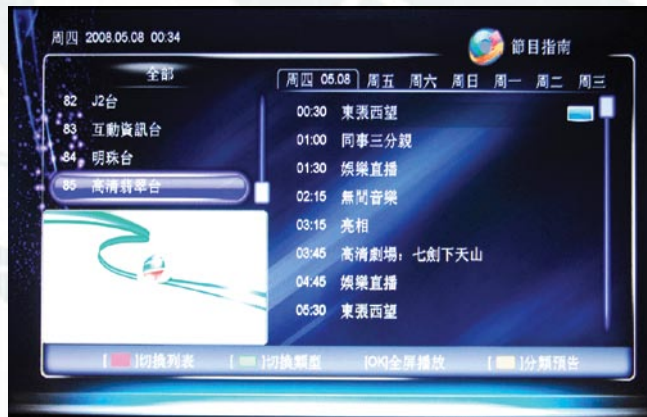 周四 2008.05.08 00:34
節目指南
全部
82 J2台
83 互動資訊台
84 明珠台
85 高清翡翠台
周四 05.08 周五 周六 周日 周一 周二 周三
00:30 東張西望
01:00 同事三分親
01:30 娛樂直播
02:15 無間音樂
03:15 亮相
03:45 高清劇場：七劍下天山
04:45 娛樂直播
05:30 東張西望
[ ]切換列表 [ ]切換類型 [OK]全屏播放 [ ]分類預告